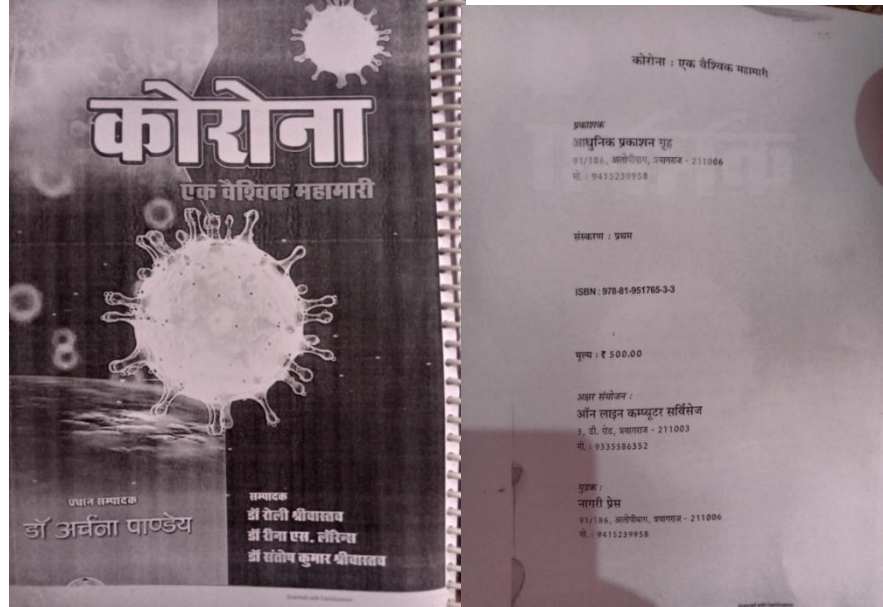 कोरोना
एक वैश्विक महामारी
प्रधान सम्पादक
डॉ अर्चना पाण्डेय
सम्पादक
डॉ रोली श्रीवास्तव
डॉ रीना एस. लॅरिन्स
डॉ संतोष कुमार श्रीवास्तव
कोरोना : एक वैश्विक महामारी
प्रकाशक
आधुनिक प्रकाशन गृह
91/186, अलोपीबाग, प्रयागराज - 211006
मो. : 9415239958
संस्करण : प्रथम
ISBN : 978-81-951765-3-3
मूल्य : ₹ 500.00
अक्षर संयोजन :
ऑन लाइन कम्प्यूटर सर्विसेज
3, डी. रोड, प्रयागराज - 211003
मो. : 9335586352
मुद्रक :
नागरी प्रेस
91/186, अलोपीबाग, प्रयागराज - 211006
मो. : 9415239958